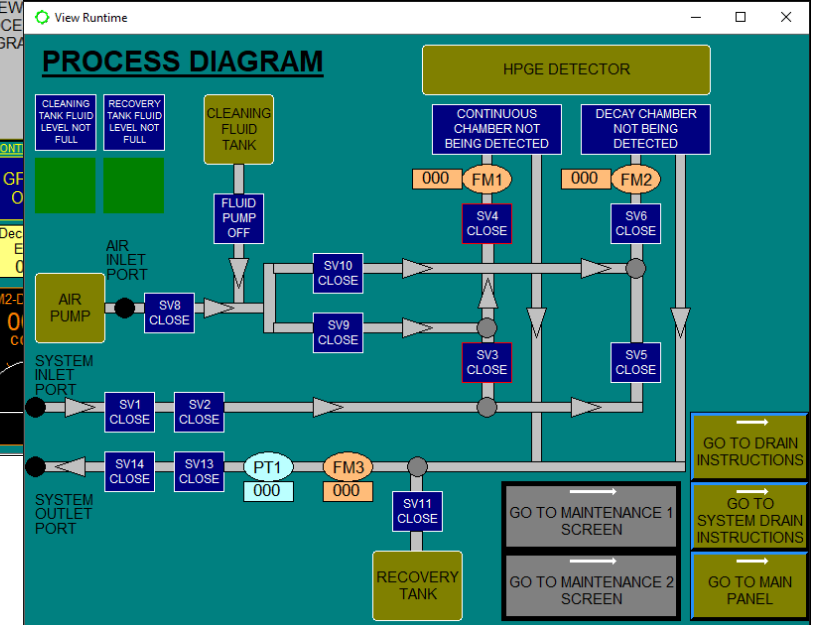 View Runtime
PROCESS DIAGRAM
HPGE DETECTOR
CLEANING
TANK FLUID
LEVEL NOT
FULL
RECOVERY
TANK FLUID
LEVEL NOT
FULL
CLEANING
FLUID
TANK
CONTINUOUS
CHAMBER NOT
BEING DETECTED
DECAY CHAMBER
NOT BEING
DETECTED
000
FM1
000
FM2
FLUID
PUMP
OFF
SV4
CLOSE
SV6
CLOSE
AIR
INLET
PORT
SV10
CLOSE
AIR
PUMP
SV8
CLOSE
SV9
CLOSE
SV3
CLOSE
SV5
CLOSE
SYSTEM
INLET
PORT
SV1
CLOSE
SV2
CLOSE
SV14
CLOSE
SV13
CLOSE
PT1
000
FM3
000
SV11
CLOSE
SYSTEM
OUTLET
PORT
RECOVERY
TANK
GO TO MAINTENANCE 1
SCREEN
GO TO MAINTENANCE 2
SCREEN
GO TO DRAIN
INSTRUCTIONS
GO TO
SYSTEM DRAIN
INSTRUCTIONS
GO TO MAIN
PANEL